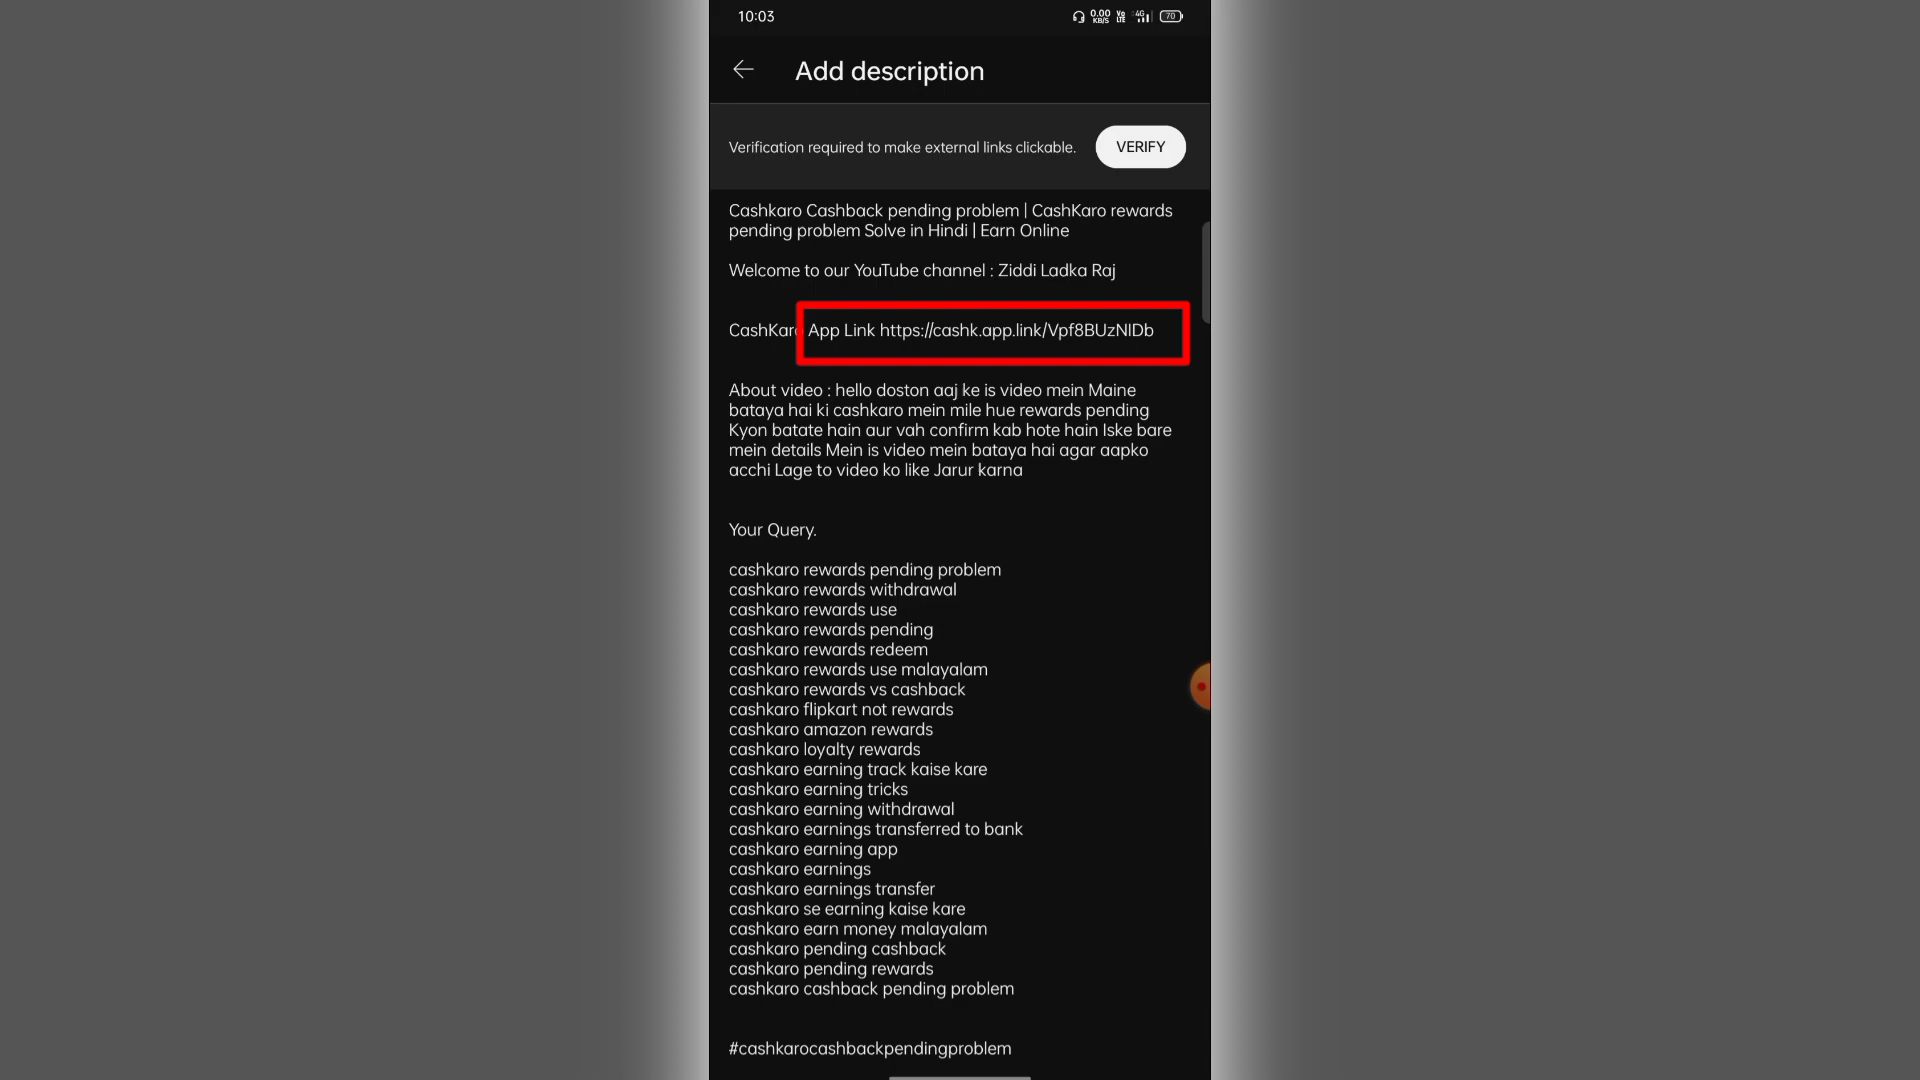 10:03
0.00 KB/S Vo LTE 4G 70
Add description
Verification required to make external links clickable.
VERIFY
Cashkaro Cashback pending problem | CashKaro rewards
pending problem Solve in Hindi | Earn Online
Welcome to our YouTube channel : Ziddi Ladka Raj
CashKaro App Link https://cashk.app.link/Vpf8BUzNlDb
About video : hello doston aaj ke is video mein Maine
bataya hai ki cashkaro mein mile hue rewards pending
Kyon batate hain aur vah confirm kab hote hain Iske bare
mein details Mein is video mein bataya hai agar aapko
acchi Lage to video ko like Jarur karna
Your Query.
cashkaro rewards pending problem
cashkaro rewards withdrawal
cashkaro rewards use
cashkaro rewards pending
cashkaro rewards redeem
cashkaro rewards use malayalam
cashkaro rewards vs cashback
cashkaro flipkart not rewards
cashkaro amazon rewards
cashkaro loyalty rewards
cashkaro earning track kaise kare
cashkaro earning tricks
cashkaro earning withdrawal
cashkaro earnings transferred to bank
cashkaro earning app
cashkaro earnings
cashkaro earnings transfer
cashkaro se earning kaise kare
cashkaro earn money malayalam
cashkaro pending cashback
cashkaro pending rewards
cashkaro cashback pending problem
#cashkarocashbackpendingproblem